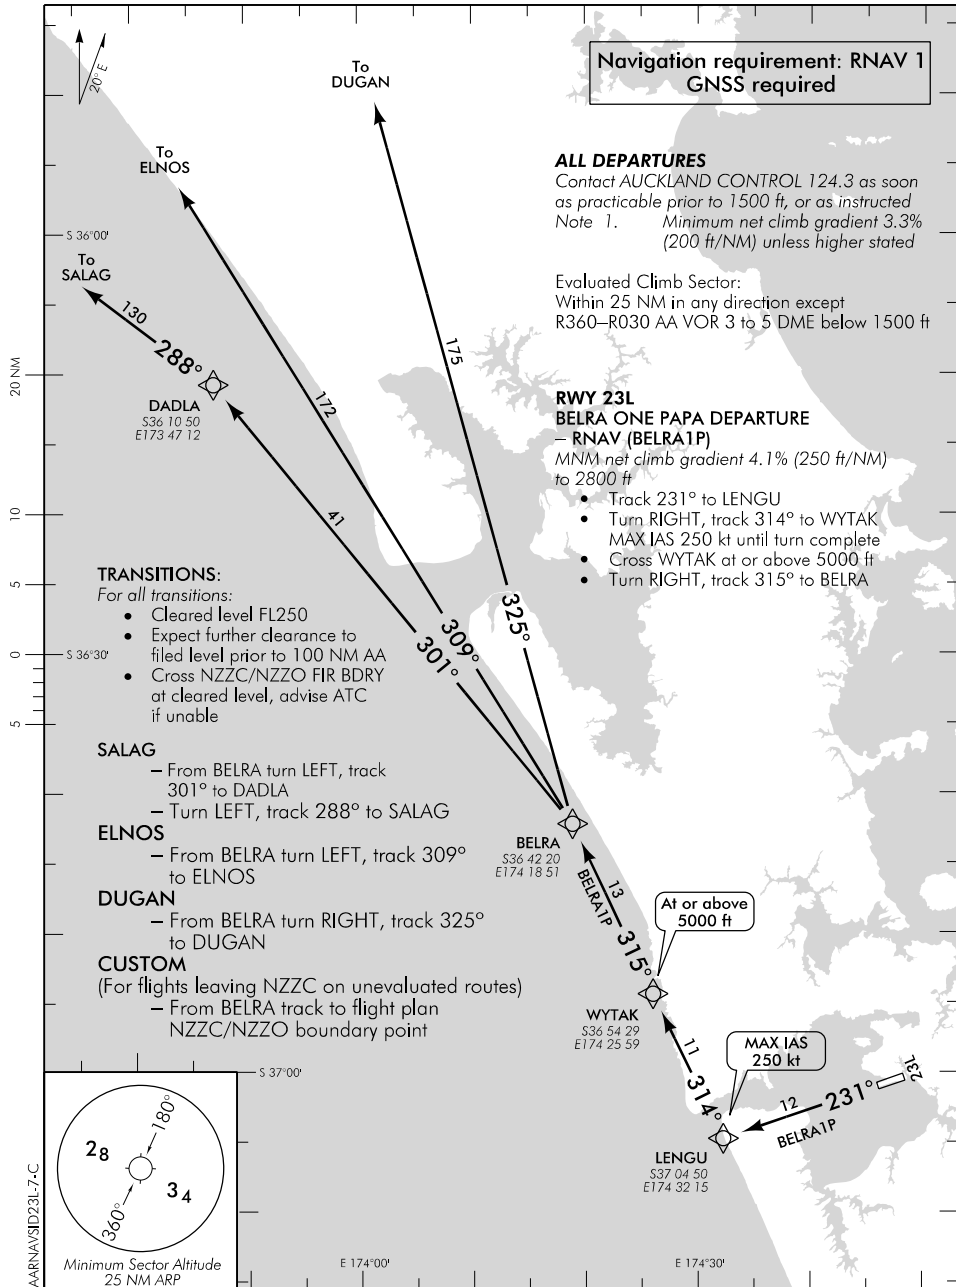 20° E
To
DUGAN
Navigation requirement: RNAV 1
GNSS required
To
ELNOS
ALL DEPARTURES
Contact AUCKLAND CONTROL 124.3 as soon
as practicable prior to 1500 ft, or as instructed
Note 1. Minimum net climb gradient 3.3%
(200 ft/NM) unless higher stated
S 36°00'
To
SALAG
Evaluated Climb Sector:
Within 25 NM in any direction except
R360–R030 AA VOR 3 to 5 DME below 1500 ft
130
288°
175
172
20 NM
DADLA
S36 10 50
E173 47 12
RWY 23L
BELRA ONE PAPA DEPARTURE
– RNAV (BELRA1P)
MNM net climb gradient 4.1% (250 ft/NM)
to 2800 ft
• Track 231° to LENGU
• Turn RIGHT, track 314° to WYTAK
MAX IAS 250 kt until turn complete
• Cross WYTAK at or above 5000 ft
• Turn RIGHT, track 315° to BELRA
10
41
5
0
5
S 36°30'
TRANSITIONS:
For all transitions:
• Cleared level FL250
• Expect further clearance to
filed level prior to 100 NM AA
• Cross NZZC/NZZO FIR BDRY
at cleared level, advise ATC
if unable
301°
309°
325°
SALAG
– From BELRA turn LEFT, track
301° to DADLA
– Turn LEFT, track 288° to SALAG
ELNOS
– From BELRA turn LEFT, track 309°
to ELNOS
DUGAN
– From BELRA turn RIGHT, track 325°
to DUGAN
CUSTOM
(For flights leaving NZZC on unevaluated routes)
– From BELRA track to flight plan
NZZC/NZZO boundary point
BELRA
S36 42 20
E174 18 51
13
BELRA1P
315°
At or above
5000 ft
WYTAK
S36 54 29
E174 25 59
11
314°
MAX IAS
250 kt
23L
231°
12
BELRA1P
LENGU
S37 04 50
E174 32 15
S 37°00'
180°
28
34
360°
Minimum Sector Altitude
25 NM ARP
AARNAVSID23L-7-C
E 174°00'
E 174°30'